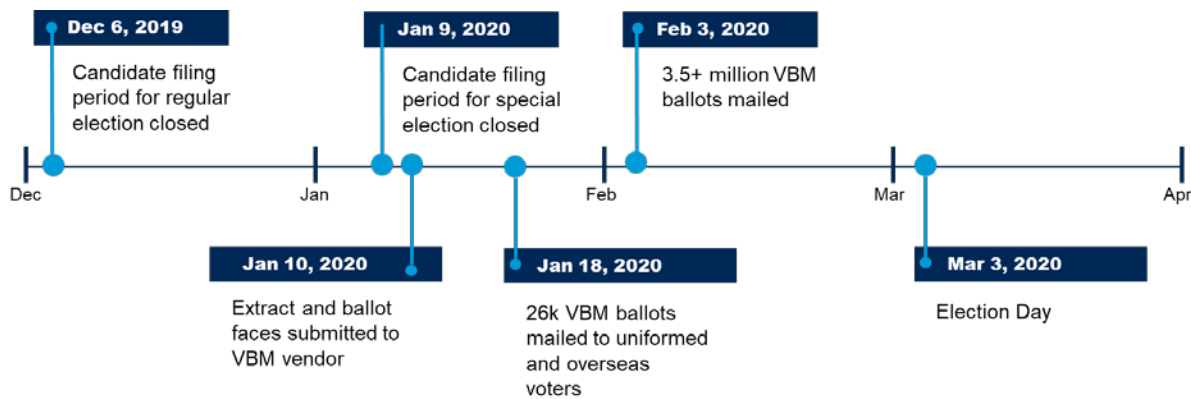 Dec 6, 2019
Candidate filing
period for regular
election closed
Jan 9, 2020
Candidate filing
period for special
election closed
Feb 3, 2020
3.5+ million VBM
ballots mailed
Dec
Jan
Feb
Mar
Apr
Jan 10, 2020
Extract and ballot
faces submitted to
VBM vendor
Jan 18, 2020
26k VBM ballots
mailed to uniformed
and overseas
voters
Mar 3, 2020
Election Day